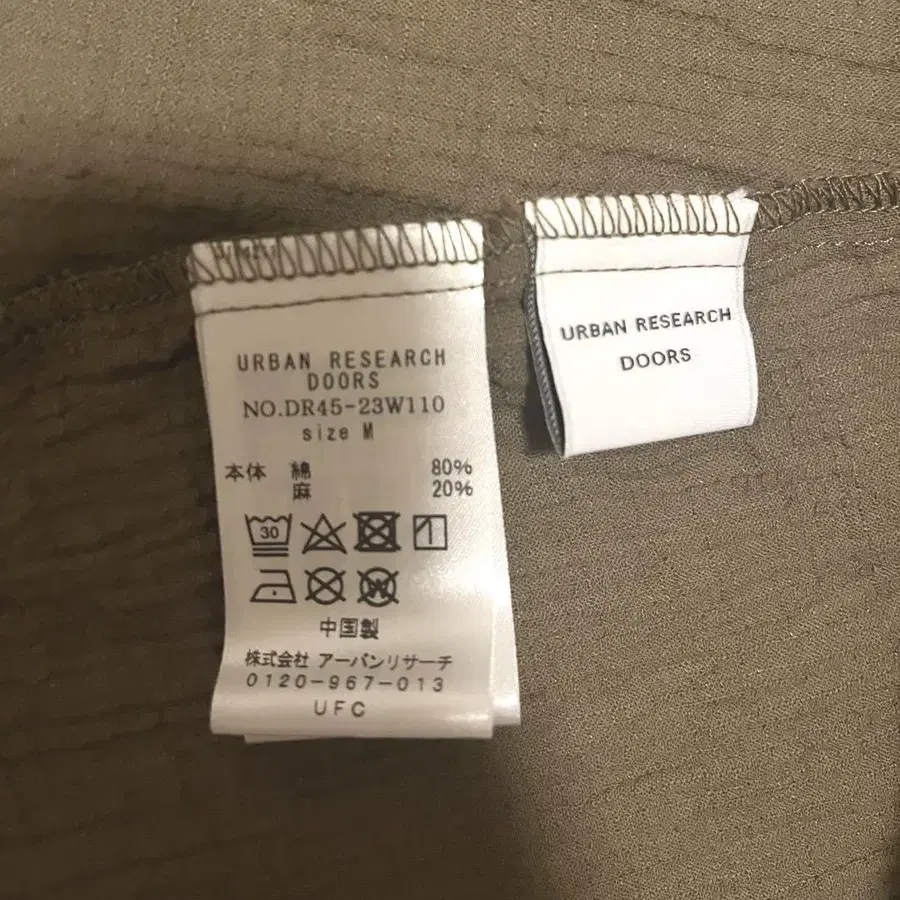 URBAN RESEARCH
DOORS
NO.DR45-23W110
size M
本体 綿 80%
麻 20%
30
中国製
株式会社 アーバンリサーチ
0120-967-013
UFC
URBAN RESEARCH
DOORS